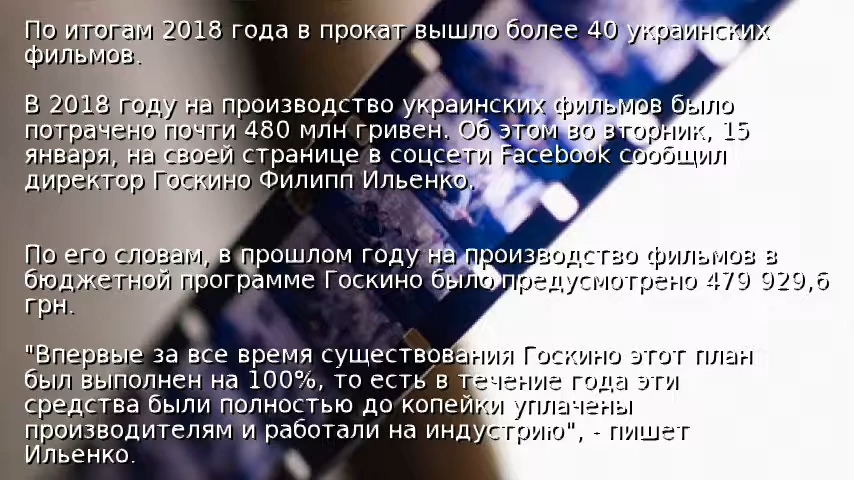 По итогам 2018 года в прокат вышло более 40 украинских
фильмов.
В 2018 году на производство украинских фильмов было
потрачено почти 480 млн гривен. Об этом во вторник, 15
января, на своей странице в соцсети Facebook сообщил
директор Госкино Филипп Ильенко.
По его словам, в прошлом году на производство фильмов в
бюджетной программе Госкино было предусмотрено 479 929,6
грн.
"Впервые за все время существования Госкино этот план
был выполнен на 100%, то есть в течение года эти
средства были полностью до копейки уплачены
производителям и работали на индустрию", - пишет
Ильенко.